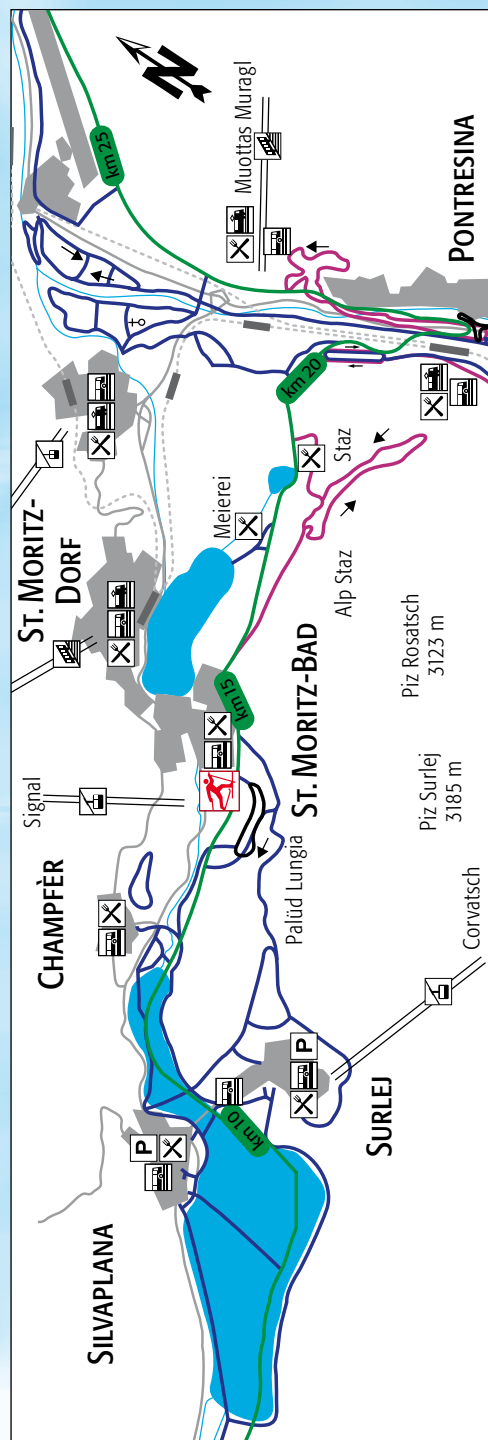 SILVAPLANA
P
km 10
SURLEJ
P
Corvatsch
CHAMPFÈR
Signal
Palüd Lungia
Piz Surlej
3185 m
Piz Rosatsch
3123 m
ST. MORITZ-BAD
km 15
ST. MORITZ-
DORF
Meierei
Alp Staz
Staz
km 20
PONTRESINA
Muottas Muragl
km 25
N